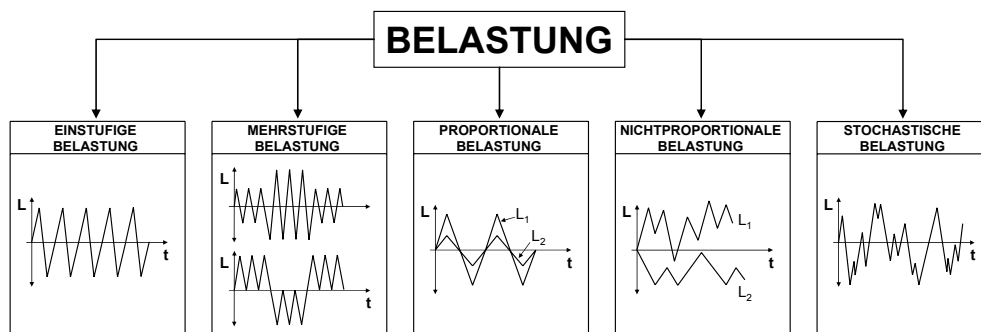 BELASTUNG
EINSTUFIGE
BELASTUNG
L
t
MEHRSTUFIGE
BELASTUNG
L
t
L
t
PROPORTIONALE
BELASTUNG
L
L1
L2
t
NICHTPROPORTIONALE
BELASTUNG
L
L1
t
L2
STOCHASTISCHE
BELASTUNG
L
t